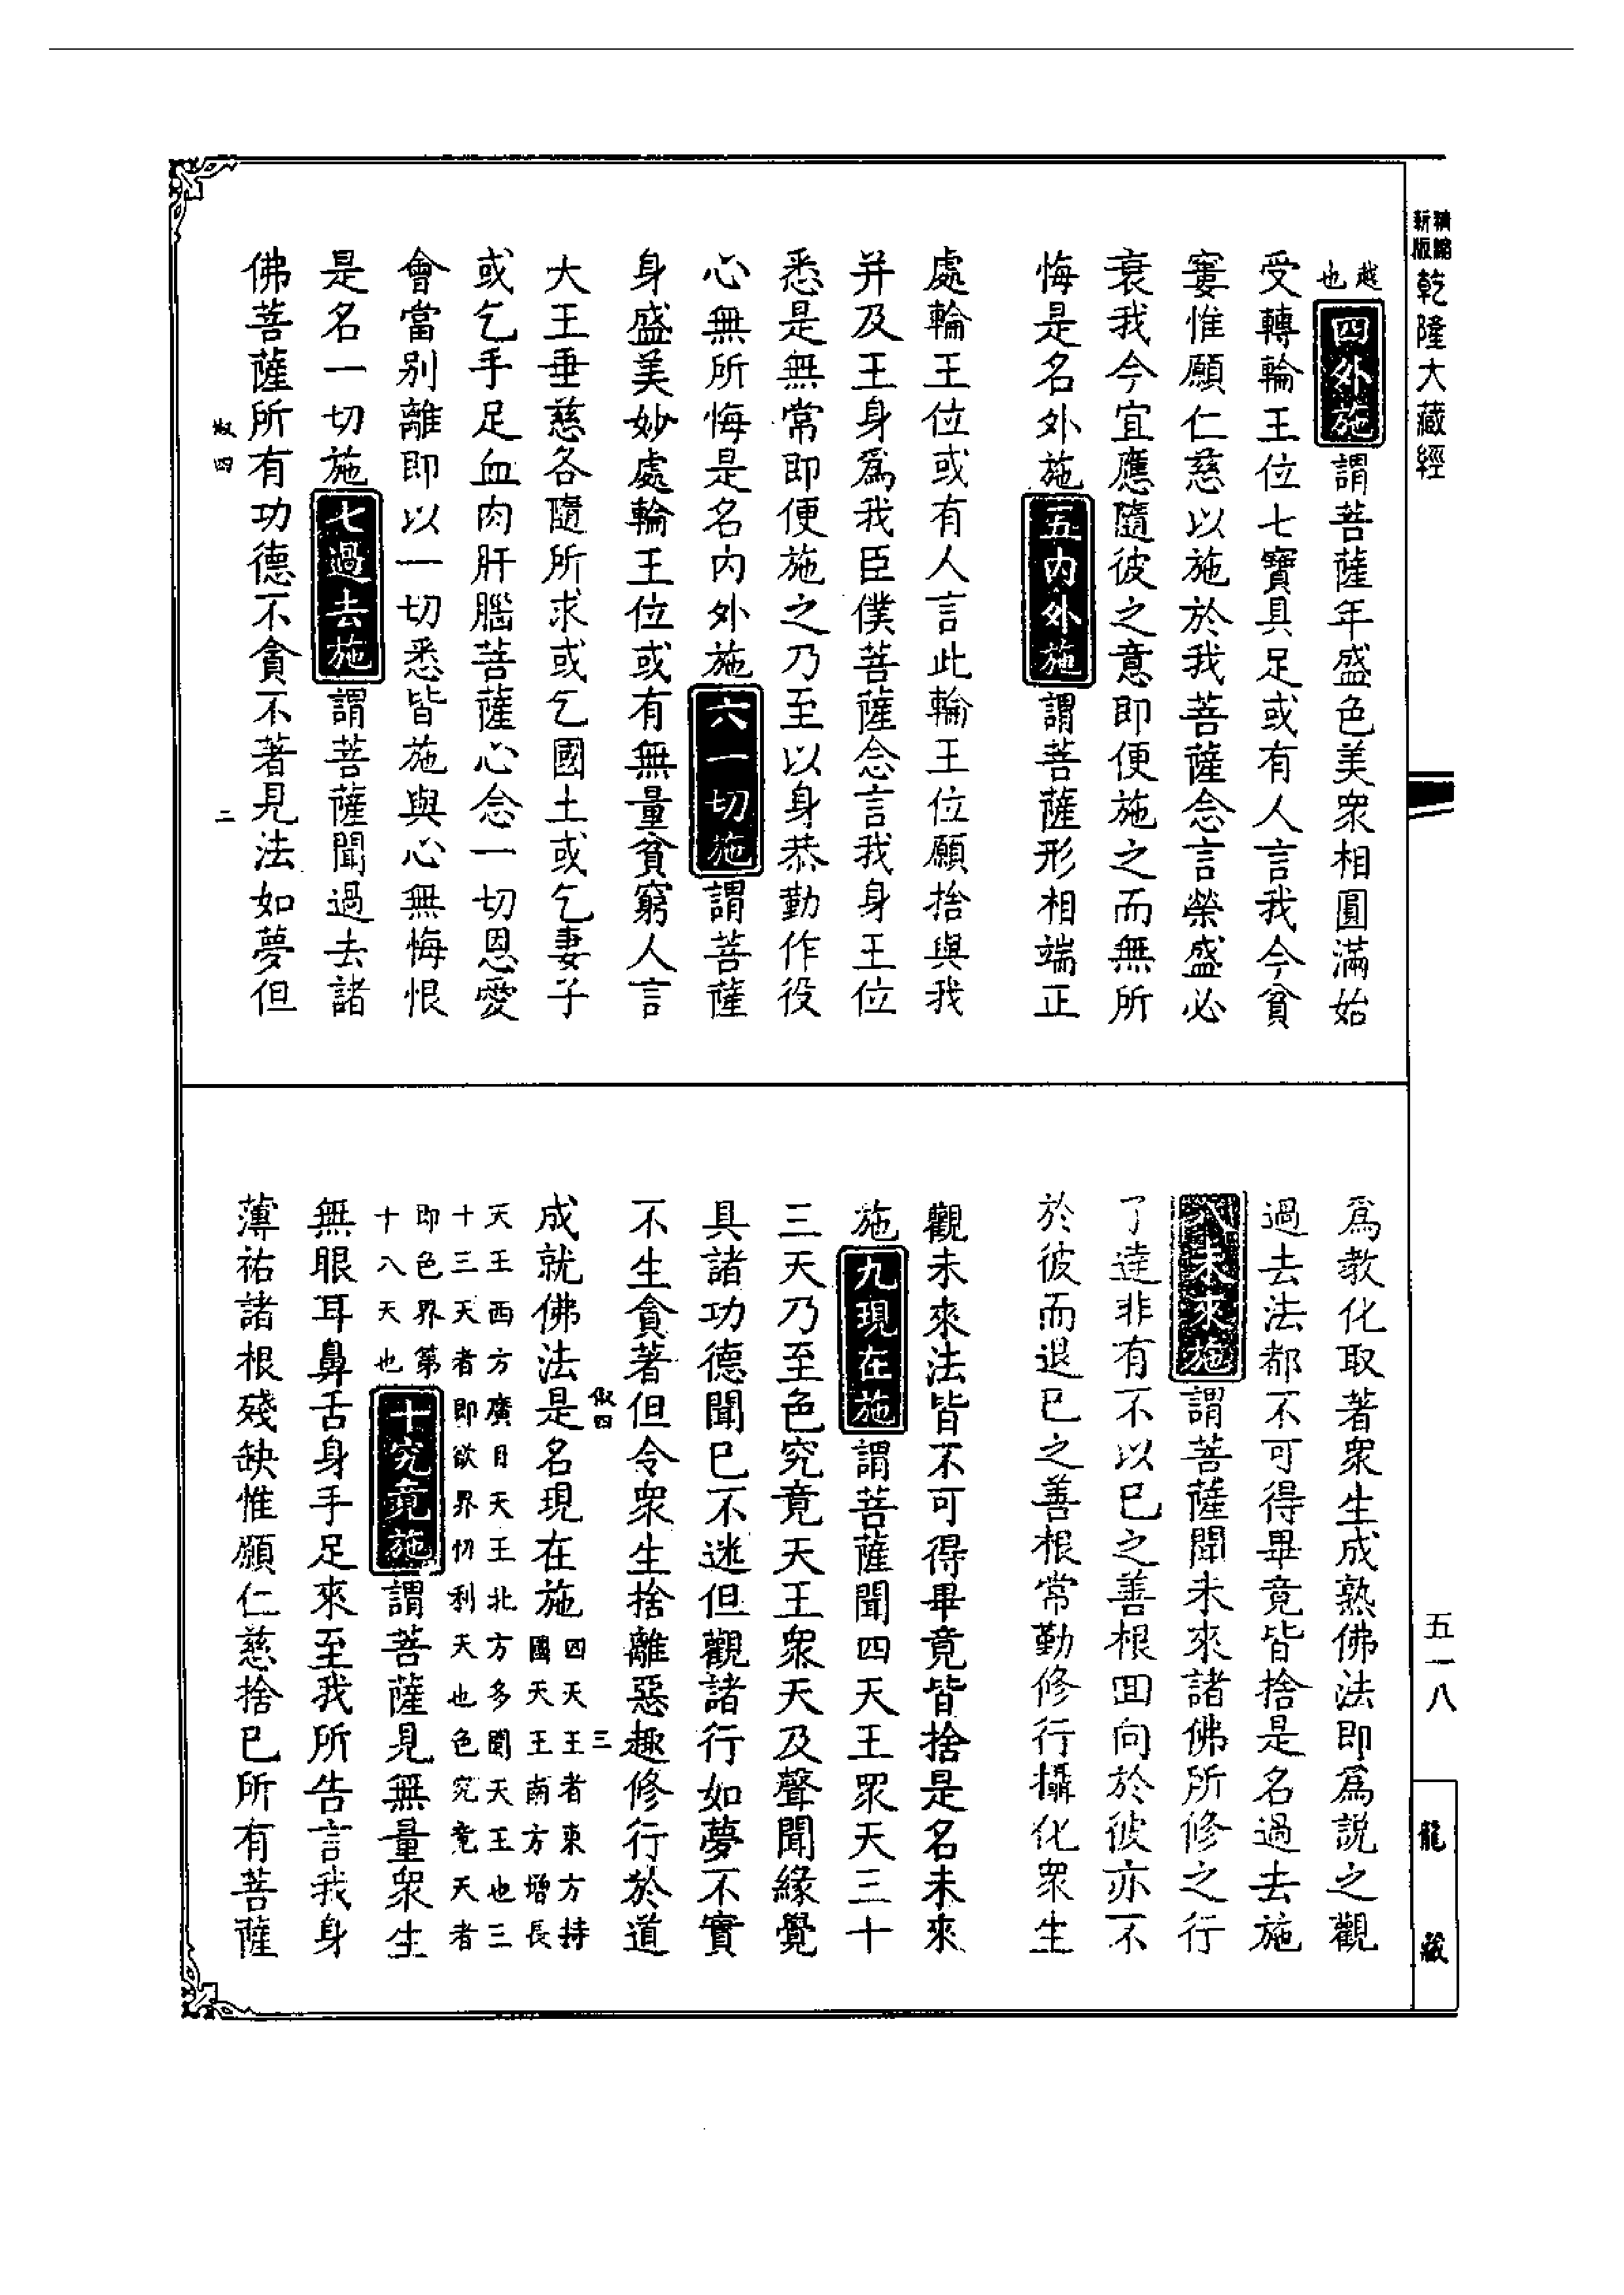 精縮新版
乾隆大藏經
五一八
龍藏
越也四外施謂菩薩年盛色美衆相圓滿始
受轉輪王位七寶具足或有人言我今貧
窶惟願仁慈以施於我菩薩念言榮盛必
衰我今宜應隨彼之意即便施之而無所
悔是名外施五内外施謂菩薩形相端正
處輪王位或有人言此輪王位願捨與我
并及王身爲我臣僕菩薩念言我身王位
悉是無常即便施之乃至以身恭勤作役
心無所悔是名内外施六一切施謂菩薩
身盛美妙處輪王位或有無量貧窮人言
大王垂慈各隨所求或乞國土或乞妻子
或乞手足血肉肝腦菩薩心念一切恩愛
會當别離即以一切悉皆施與心無悔恨
是名一切施七過去施謂菩薩聞過去諸
佛菩薩所有功德不貪不著見法如夢但
四 二
爲教化取著衆生成熟佛法即爲說之觀
過去法都不可得畢竟皆捨是名過去施
八未來施謂菩薩聞未來諸佛所修之行
了達非有不以已之善根回向於彼亦不
於彼而退已之善根常勤修行攝化衆生
觀未來法皆不可得畢竟皆捨是名未來
施九現在施謂菩薩聞四天王眾天三十
三天乃至色究竟天王衆天及聲聞緣覺
具諸功德聞已不迷但觀諸行如夢不實
不生貪著但令衆生捨離惡趣修行於道
四 三
成就佛法是名現在施四天王者東方持
國天王南方增長
天王西方廣目天王北方多聞天王也三
十三天者即欲界忉利天也色究竟天者
即色界第
十八天也十究竟施謂菩薩見無量衆生
無眼耳鼻舌身手足來至我所告言我身
薄祐諸根殘缺惟願仁慈捨已所有菩薩